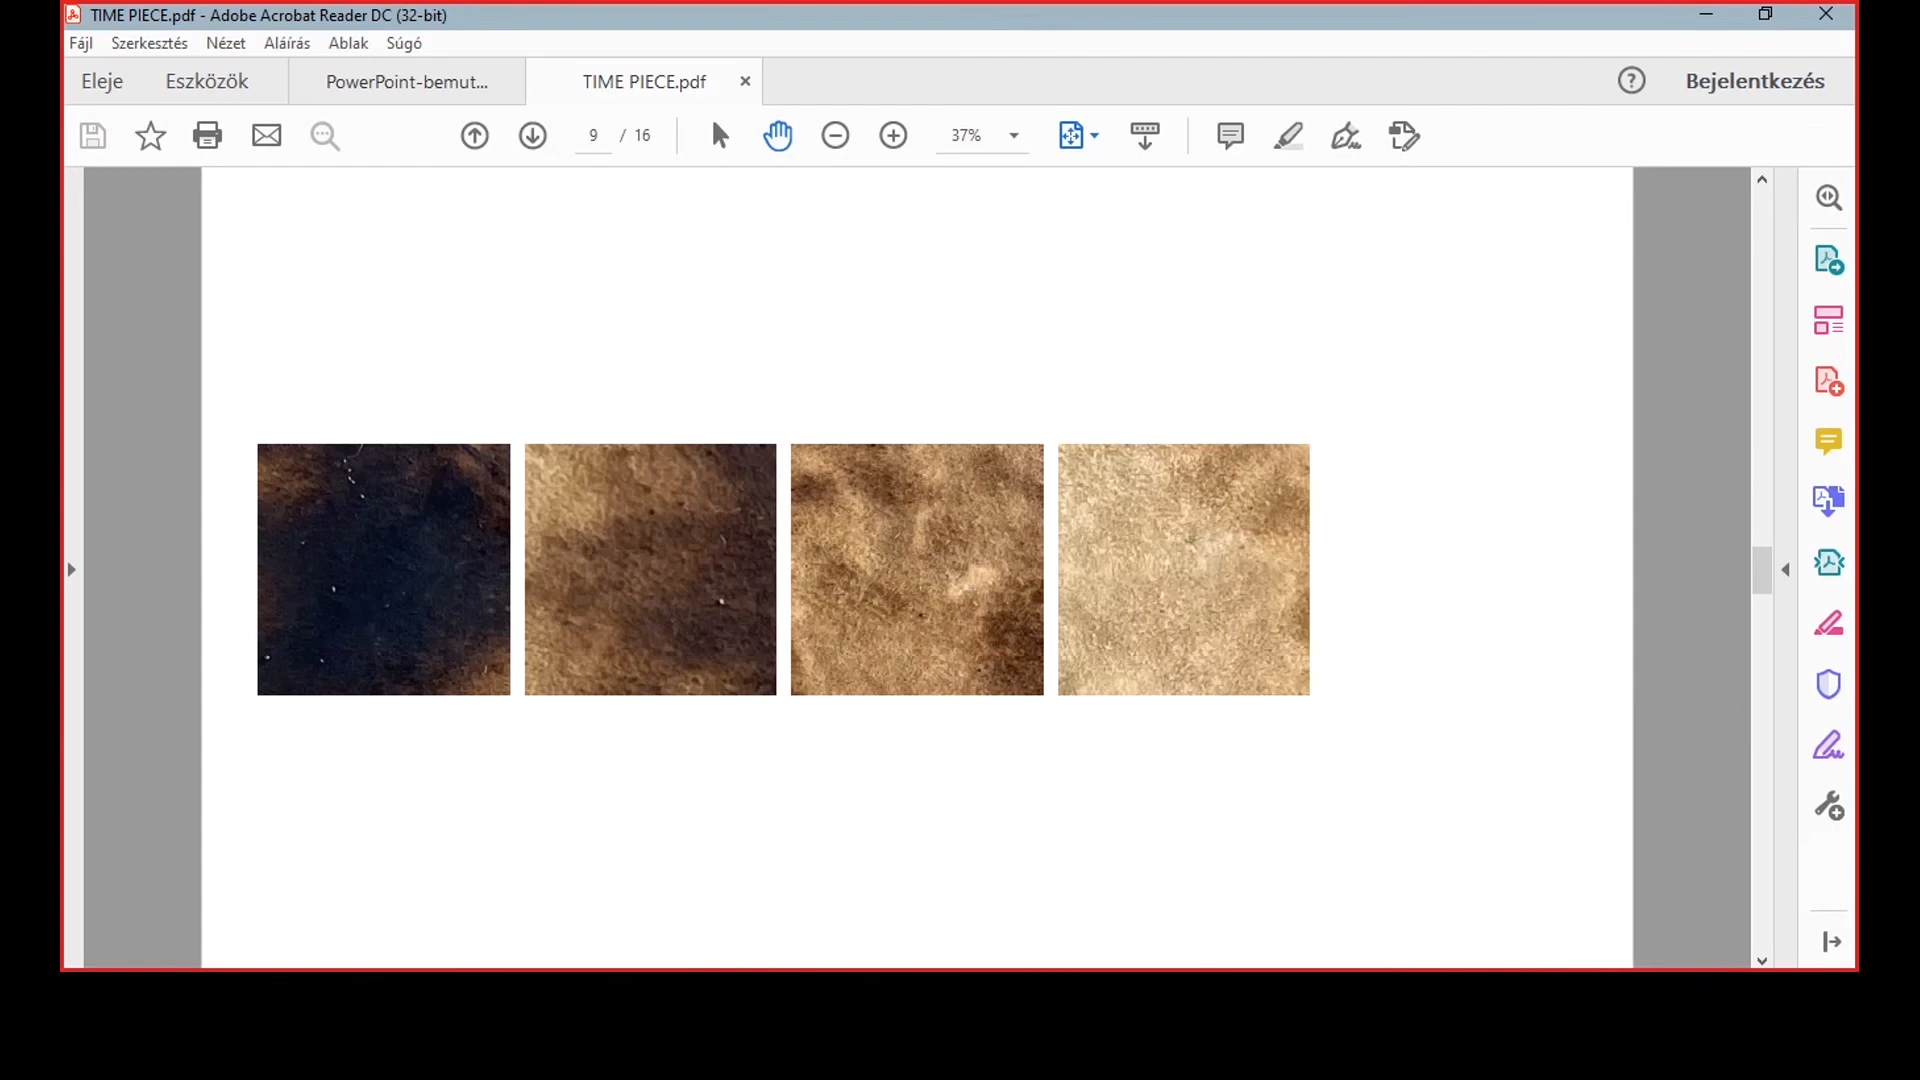 TIME PIECE.pdf - Adobe Acrobat Reader DC (32-bit)
Fájl Szerkesztés Nézet Aláírás Ablak Súgó
Eleje Eszközök PowerPoint-bemut... TIME PIECE.pdf Bejelentkezés
9 / 16 37%